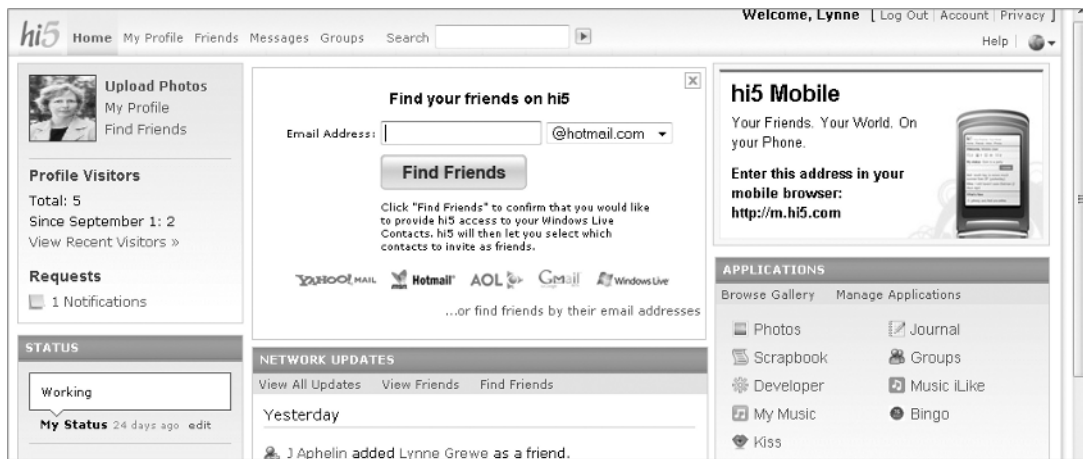 Welcome, Lynne [ Log Out | Account | Privacy ]
hi5 Home My Profile Friends Messages Groups Search
Help
Upload Photos
My Profile
Find Friends
Profile Visitors
Total: 5
Since September 1: 2
View Recent Visitors »
Requests
1 Notifications
STATUS
Working
My Status 24 days ago edit
Find your friends on hi5
Email Address: @hotmail.com
Find Friends
Click "Find Friends" to confirm that you would like
to provide hi5 access to your Windows Live
Contacts. hi5 will then let you select which
contacts to invite as friends.
YAHOO! MAIL Hotmail AOL Gmail Windows Live
...or find friends by their email addresses
NETWORK UPDATES
View All Updates View Friends Find Friends
Yesterday
J Aphelin added Lynne Grewe as a friend.
hi5 Mobile
Your Friends. Your World. On
your Phone.
Enter this address in your
mobile browser:
http://m.hi5.com
APPLICATIONS
Browse Gallery Manage Applications
Photos Journal
Scrapbook Groups
Developer Music iLike
My Music Bingo
Kiss